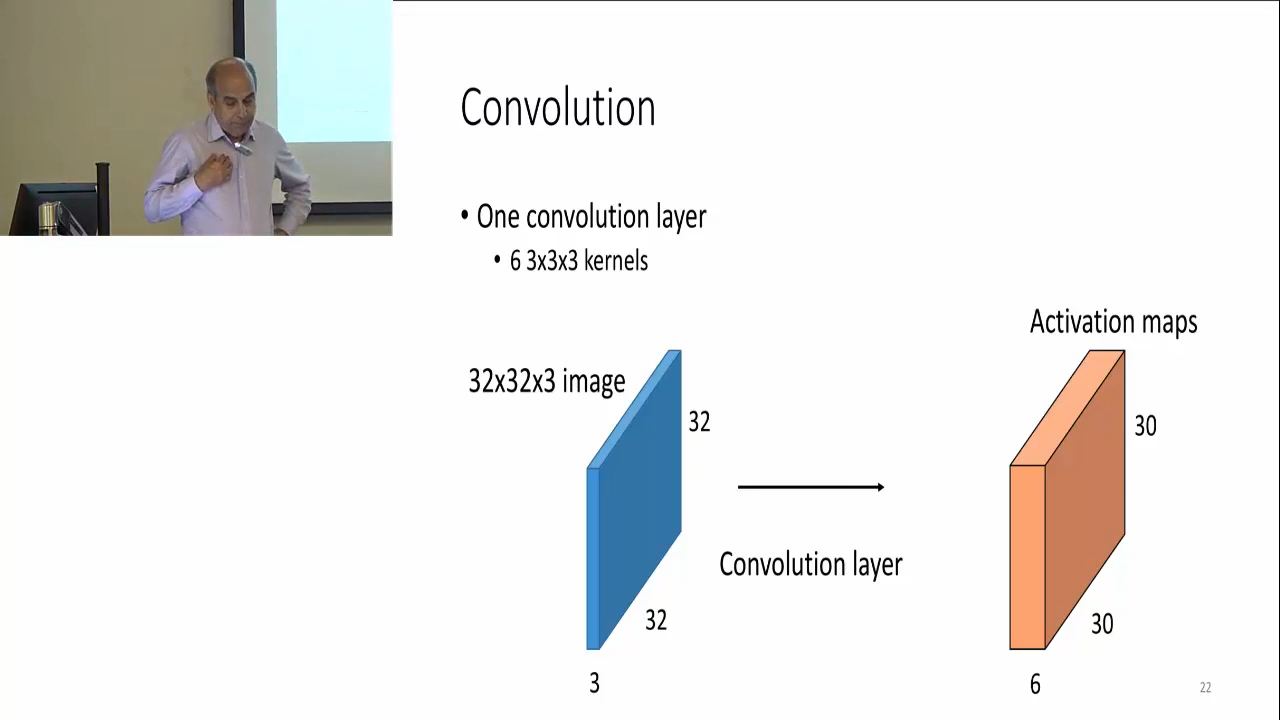 Convolution
• One convolution layer
• 6 3x3x3 kernels
Activation maps
32x32x3 image
32
30
Convolution layer
32
30
3
6
22